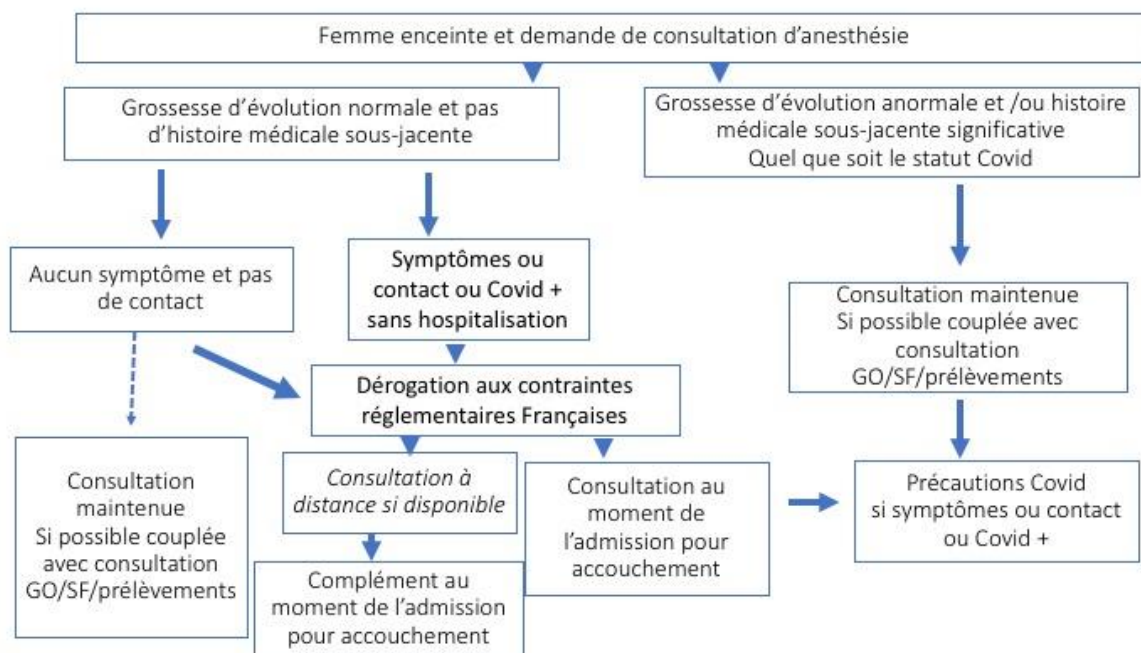 Femme enceinte et demande de consultation d’anesthésie
Grossesse d’évolution normale et pas
d’histoire médicale sous-jacente
Grossesse d’évolution anormale et /ou histoire
médicale sous-jacente significative
Quel que soit le statut Covid
Aucun symptôme et pas
de contact
Symptômes ou
contact ou Covid +
sans hospitalisation
Consultation maintenue
Si possible couplée avec
consultation
GO/SF/prélèvements
Dérogation aux contraintes
réglementaires Françaises
Consultation
maintenue
Si possible couplée
avec consultation
GO/SF/prélèvements
Consultation à
distance si disponible
Consultation au
moment de
l’admission pour
accouchement
Précautions Covid
si symptômes ou contact
ou Covid +
Complément au
moment de l’admission
pour accouchement